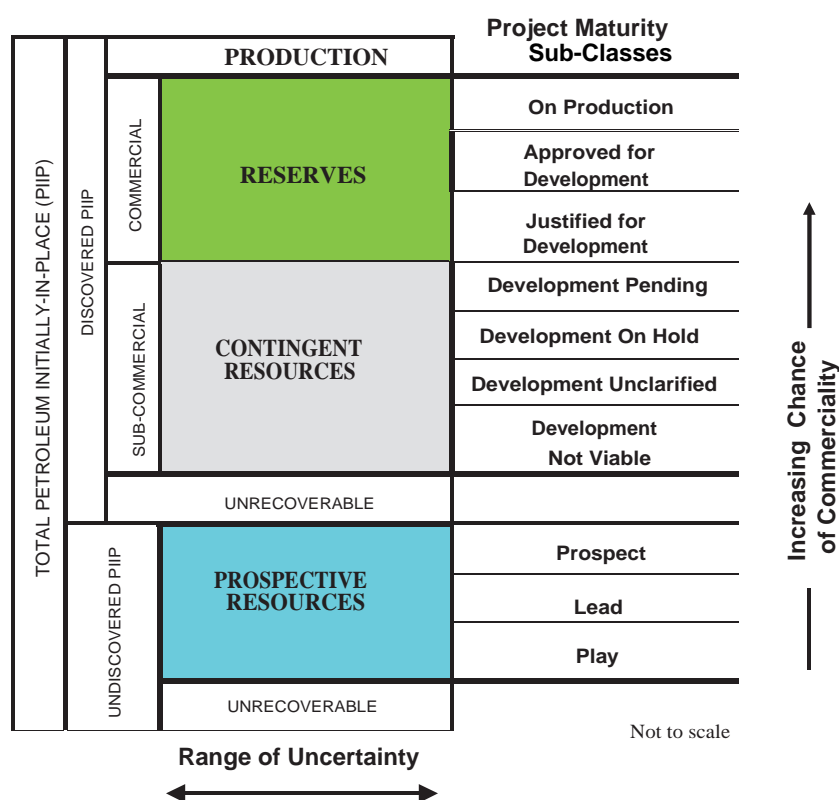 Project Maturity
Sub-Classes
PRODUCTION
On Production
Approved for
Development
Justified for
Development
RESERVES
COMMERCIAL
Development Pending
Development On Hold
Development Unclarified
Development
Not Viable
CONTINGENT
RESOURCES
SUB-COMMERCIAL
DISCOVERED PIIP
TOTAL PETROLEUM INITIALLY-IN-PLACE (PIIP)
UNRECOVERABLE
Prospect
Lead
Play
PROSPECTIVE
RESOURCES
UNDISCOVERED PIIP
UNRECOVERABLE
Increasing Chance
of Commerciality
Not to scale
Range of Uncertainty